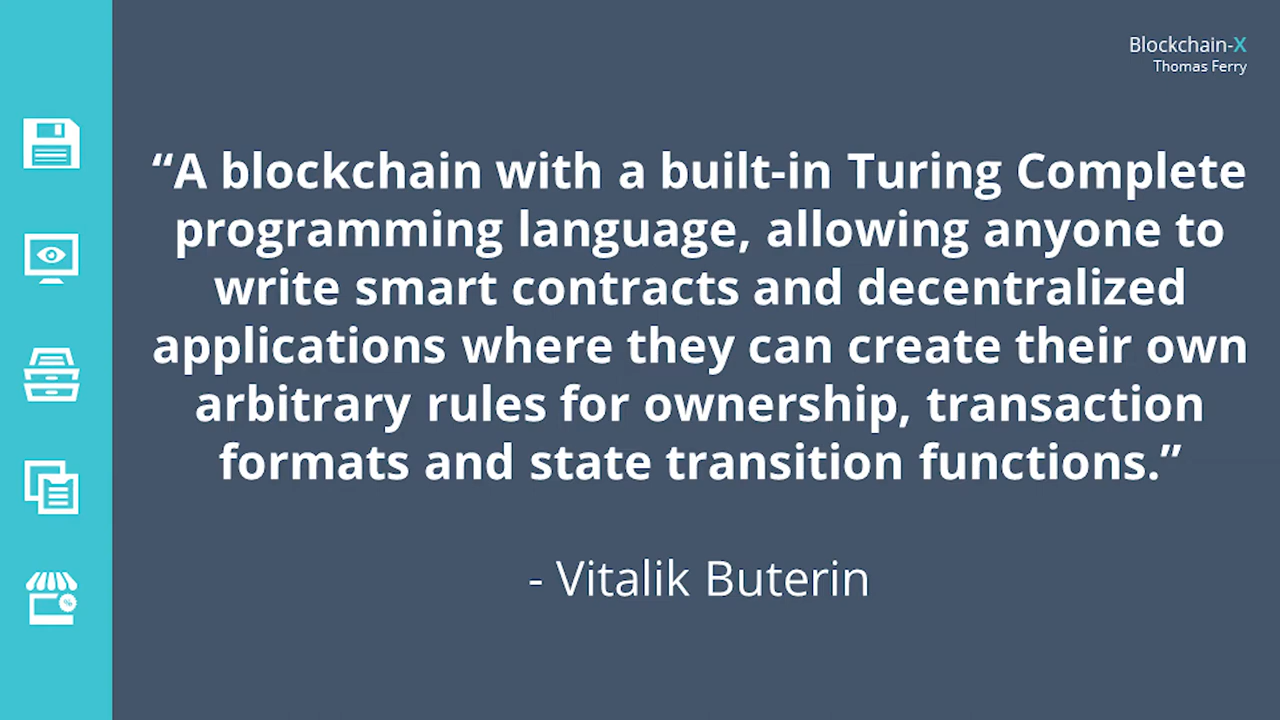 Blockchain-X
Thomas Ferry
“A blockchain with a built-in Turing Complete
programming language, allowing anyone to
write smart contracts and decentralized
applications where they can create their own
arbitrary rules for ownership, transaction
formats and state transition functions.”
- Vitalik Buterin